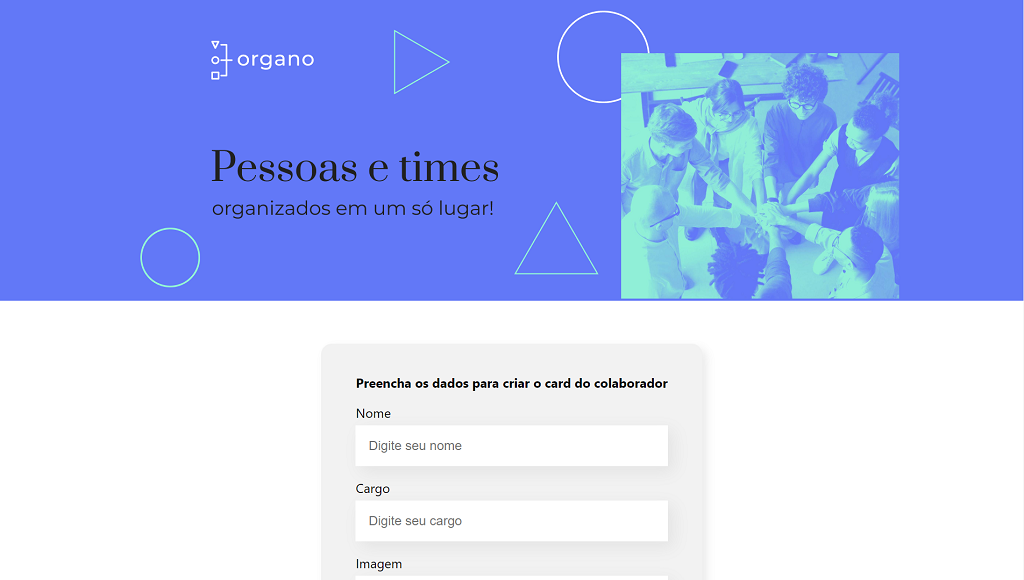 organo
Pessoas e times
organizados em um só lugar!
Preencha os dados para criar o card do colaborador
Nome
Digite seu nome
Cargo
Digite seu cargo
Imagem